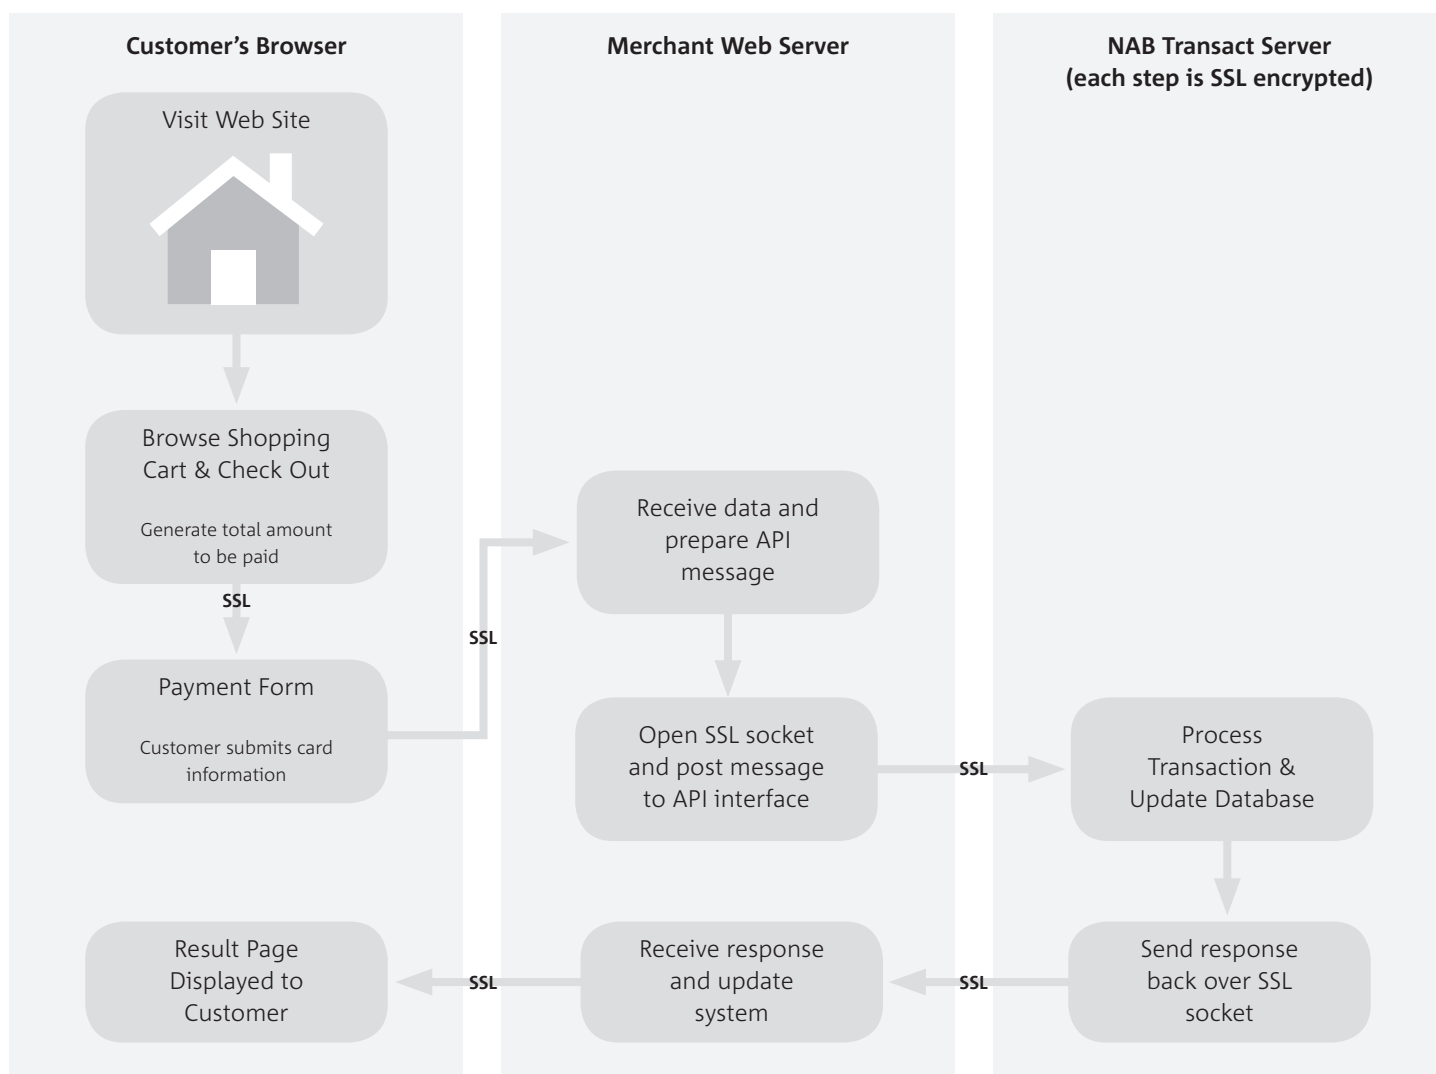 Customer’s Browser
Visit Web Site
Browse Shopping
Cart & Check Out
Generate total amount
to be paid
SSL
Payment Form
Customer submits card
information
SSL
Merchant Web Server
Receive data and
prepare API
message
Open SSL socket
and post message
to API interface
SSL
NAB Transact Server
(each step is SSL encrypted)
Process
Transaction &
Update Database
Send response
back over SSL
socket
SSL
Receive response
and update
system
SSL
Result Page
Displayed to
Customer